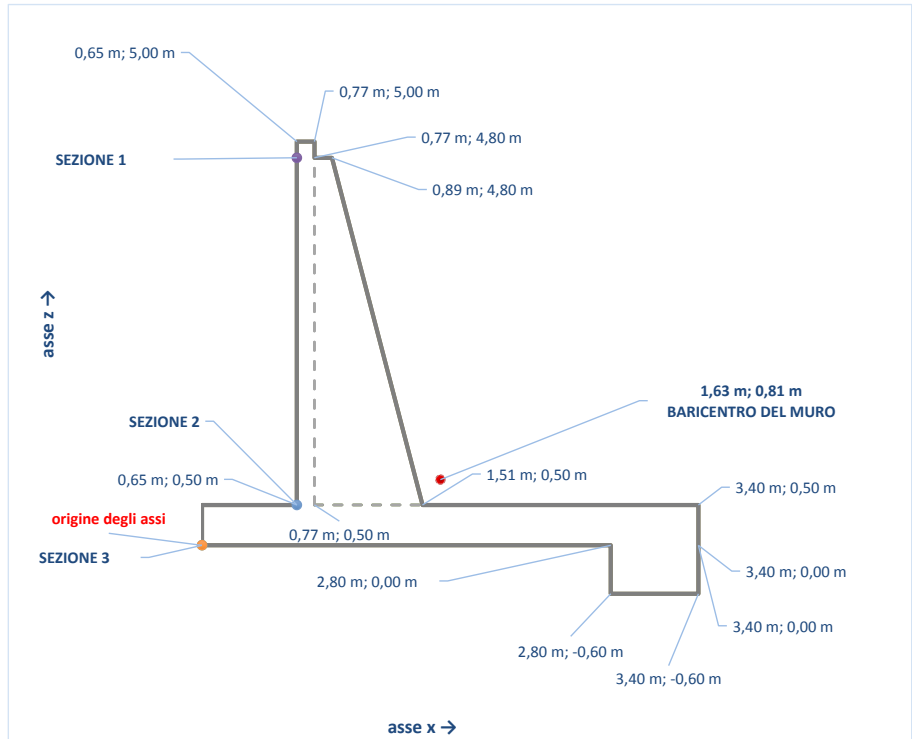 0,65 m; 5,00 m
0,77 m; 5,00 m
0,77 m; 4,80 m
SEZIONE 1
0,89 m; 4,80 m
asse z →
1,63 m; 0,81 m
BARICENTRO DEL MURO
SEZIONE 2
0,65 m; 0,50 m
1,51 m; 0,50 m
3,40 m; 0,50 m
origine degli assi
0,77 m; 0,50 m
SEZIONE 3
2,80 m; 0,00 m
3,40 m; 0,00 m
3,40 m; 0,00 m
2,80 m; -0,60 m
3,40 m; -0,60 m
asse x →